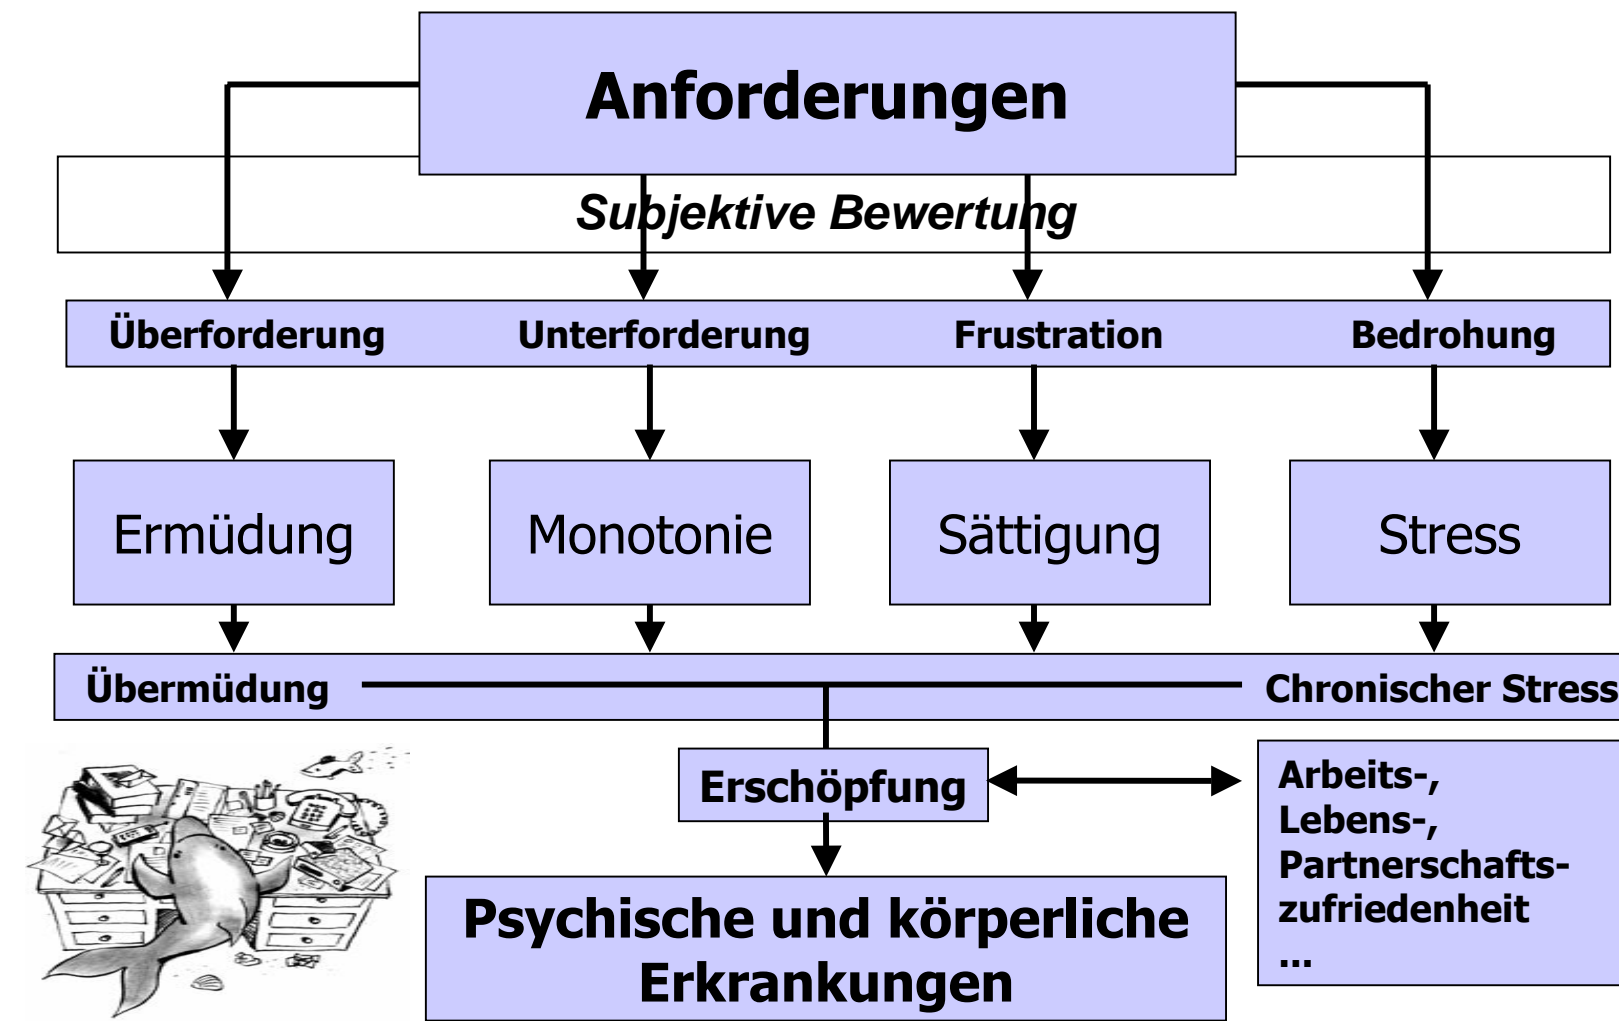 Anforderungen
Subjektive Bewertung
Überforderung Unterforderung Frustration Bedrohung
Ermüdung Monotonie Sättigung Stress
Übermüdung Chronischer Stress
Erschöpfung
Arbeits-,
Lebens-,
Partnerschafts-
zufriedenheit
...
Psychische und körperliche
Erkrankungen